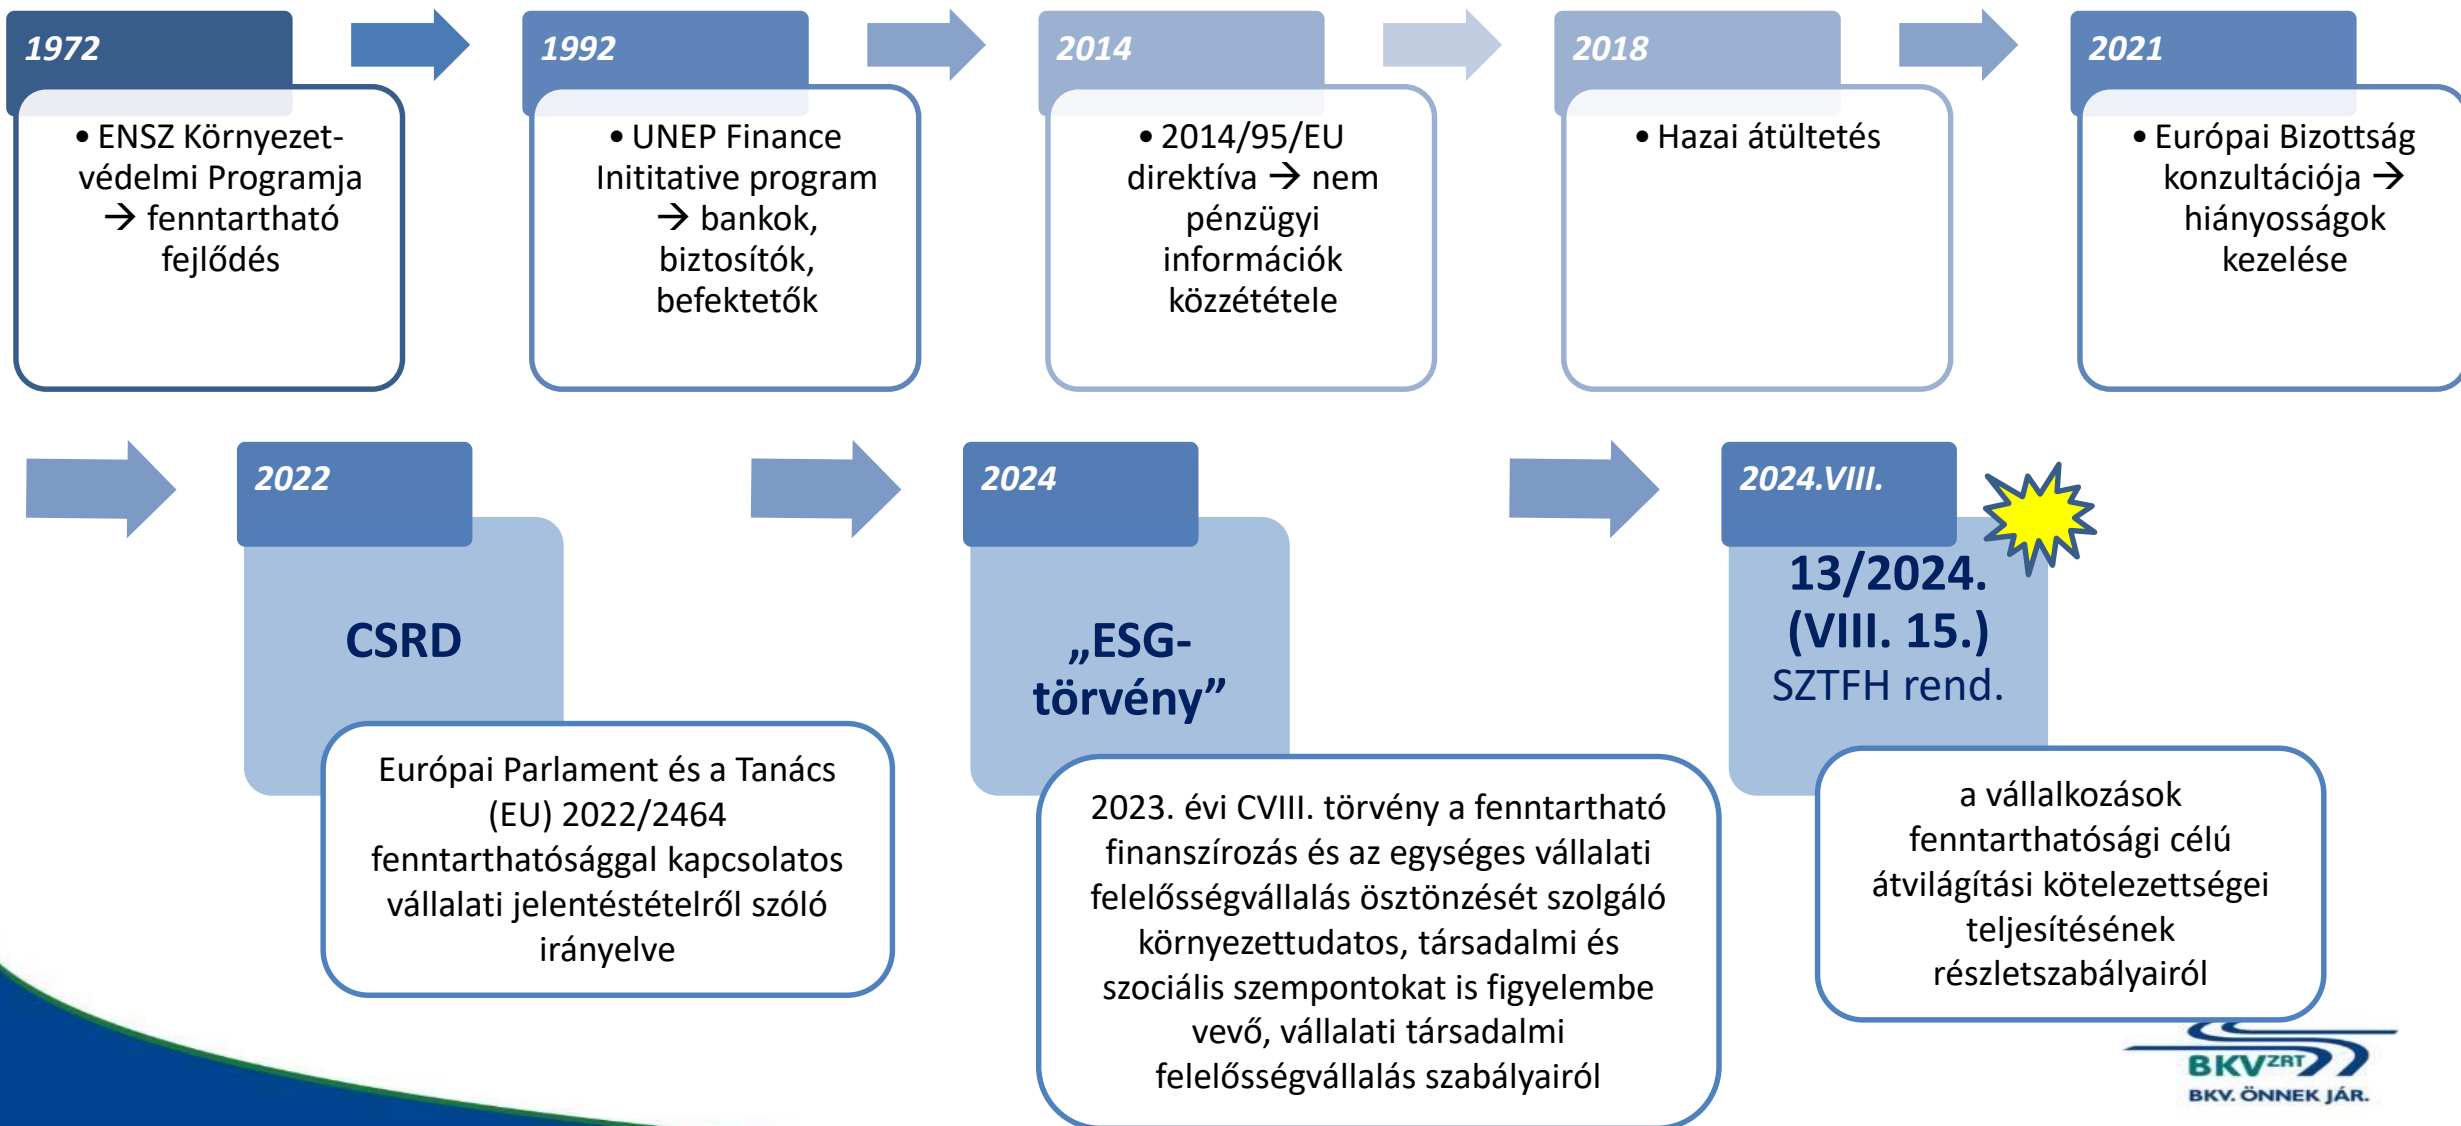 1972
• ENSZ Környezet-
védelmi Programja
→ fenntartható
fejlődés
1992
• UNEP Finance
Inititative program
→ bankok,
biztosítók,
befektetők
2014
• 2014/95/EU
direktíva → nem
pénzügyi
információk
közzététele
2018
• Hazai átültetés
2021
• Európai Bizottság
konzultációja →
hiányosságok
kezelése
2022
CSRD
Európai Parlament és a Tanács
(EU) 2022/2464
fenntarthatósággal kapcsolatos
vállalati jelentéstételről szóló
irányelve
2024
„ESG-
törvény”
2023. évi CVIII. törvény a fenntartható
finanszírozás és az egységes vállalati
felelősségvállalás ösztönzését szolgáló
környezettudatos, társadalmi és
szociális szempontokat is figyelembe
vevő, vállalati társadalmi
felelősségvállalás szabályairól
2024.VIII.
13/2024.
(VIII. 15.)
SZTFH rend.
a vállalkozások
fenntarthatósági célú
átvilágítási kötelezettségei
teljesítésének
részletszabályairól
BKV ZRT
BKV. ÖNNEK JÁR.